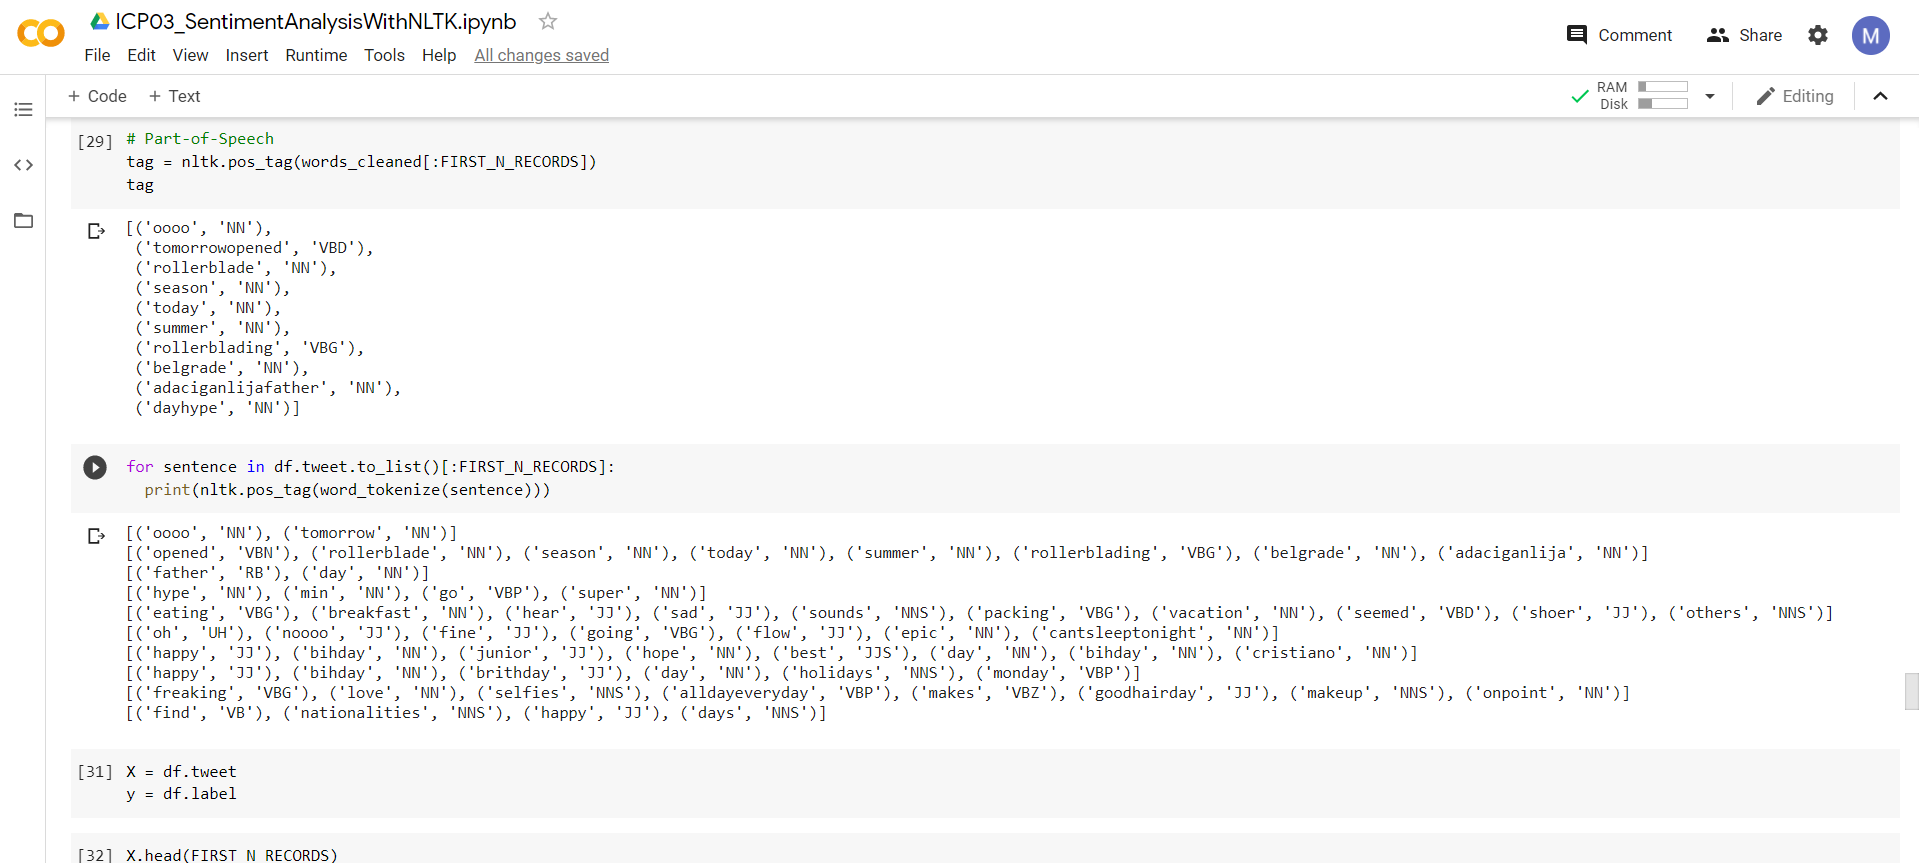 ICP03_SentimentAnalysisWithNLTK.ipynb
File Edit View Insert Runtime Tools Help All changes saved
Comment Share M
+ Code + Text
RAM
Disk
Editing
[29] # Part-of-Speech
tag = nltk.pos_tag(words_cleaned[:FIRST_N_RECORDS])
tag
[('oooo', 'NN'),
('tomorrowopened', 'VBD'),
('rollerblade', 'NN'),
('season', 'NN'),
('today', 'NN'),
('summer', 'NN'),
('rollerblading', 'VBG'),
('belgrade', 'NN'),
('adaciganlijafather', 'NN'),
('dayhype', 'NN')]
for sentence in df.tweet.to_list()[:FIRST_N_RECORDS]:
print(nltk.pos_tag(word_tokenize(sentence)))
[('oooo', 'NN'), ('tomorrow', 'NN')]
[('opened', 'VBN'), ('rollerblade', 'NN'), ('season', 'NN'), ('today', 'NN'), ('summer', 'NN'), ('rollerblading', 'VBG'), ('belgrade', 'NN'), ('adaciganlija', 'NN')]
[('father', 'RB'), ('day', 'NN')]
[('hype', 'NN'), ('min', 'NN'), ('go', 'VBP'), ('super', 'NN')]
[('eating', 'VBG'), ('breakfast', 'NN'), ('hear', 'JJ'), ('sad', 'JJ'), ('sounds', 'NNS'), ('packing', 'VBG'), ('vacation', 'NN'), ('seemed', 'VBD'), ('shoer', 'JJ'), ('others', 'NNS')]
[('oh', 'UH'), ('noooo', 'JJ'), ('fine', 'JJ'), ('going', 'VBG'), ('flow', 'JJ'), ('epic', 'NN'), ('cantsleeptonight', 'NN')]
[('happy', 'JJ'), ('bihday', 'NN'), ('junior', 'JJ'), ('hope', 'NN'), ('best', 'JJS'), ('day', 'NN'), ('bihday', 'NN'), ('cristiano', 'NN')]
[('happy', 'JJ'), ('bihday', 'NN'), ('brithday', 'JJ'), ('day', 'NN'), ('holidays', 'NNS'), ('monday', 'VBP')]
[('freaking', 'VBG'), ('love', 'NN'), ('selfies', 'NNS'), ('alldayeveryday', 'VBP'), ('makes', 'VBZ'), ('goodhairday', 'JJ'), ('makeup', 'NNS'), ('onpoint', 'NN')]
[('find', 'VB'), ('nationalities', 'NNS'), ('happy', 'JJ'), ('days', 'NNS')]
[31] X = df.tweet
y = df.label
[32] X.head(FIRST_N_RECORDS)